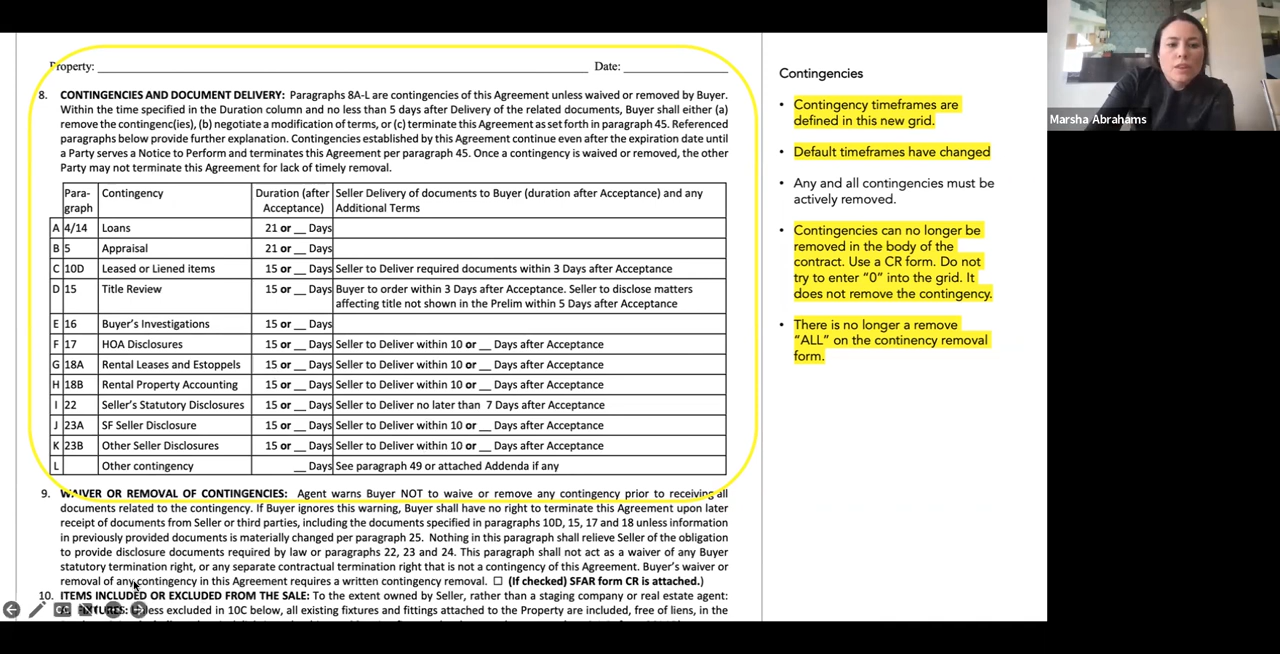 Property: Date:
8. CONTINGENCIES AND DOCUMENT DELIVERY: Paragraphs 8A-L are contingencies of this Agreement unless waived or removed by Buyer.
Within the time specified in the Duration column and no less than 5 days after Delivery of the related documents, Buyer shall either (a)
remove the contingenc(ies), (b) negotiate a modification of terms, or (c) terminate this Agreement as set forth in paragraph 45. Referenced
paragraphs below provide further explanation. Contingencies established by this Agreement continue even after the expiration date until
a Party serves a Notice to Perform and terminates this Agreement per paragraph 45. Once a contingency is waived or removed, the other
Party may not terminate this Agreement for lack of timely removal.
Para-graph Contingency Duration (after Acceptance) Seller Delivery of documents to Buyer (duration after Acceptance) and any Additional Terms
A 4/14 Loans 21 or __ Days
B 5 Appraisal 21 or __ Days
C 10D Leased or Liened items 15 or __ Days Seller to Deliver required documents within 3 Days after Acceptance
D 15 Title Review 15 or __ Days Buyer to order within 3 Days after Acceptance. Seller to disclose matters
affecting title not shown in the Prelim within 5 Days after Acceptance
E 16 Buyer's Investigations 15 or __ Days
F 17 HOA Disclosures 15 or __ Days Seller to Deliver within 10 or __ Days after Acceptance
G 18A Rental Leases and Estoppels 15 or __ Days Seller to Deliver within 10 or __ Days after Acceptance
H 18B Rental Property Accounting 15 or __ Days Seller to Deliver within 10 or __ Days after Acceptance
I 22 Seller's Statutory Disclosures 15 or __ Days Seller to Deliver no later than 7 Days after Acceptance
J 23A SF Seller Disclosure 15 or __ Days Seller to Deliver within 10 or __ Days after Acceptance
K 23B Other Seller Disclosures 15 or __ Days Seller to Deliver within 10 or __ Days after Acceptance
L Other contingency __ Days See paragraph 49 or attached Addenda if any
9. WAIVER OR REMOVAL OF CONTINGENCIES: Agent warns Buyer NOT to waive or remove any contingency prior to receiving all
documents related to the contingency. If Buyer ignores this warning, Buyer shall have no right to terminate this Agreement upon later
receipt of documents from Seller or third parties, including the documents specified in paragraphs 10D, 15, 17 and 18 unless information
in previously provided documents is materially changed per paragraph 25. Nothing in this paragraph shall relieve Seller of the obligation
to provide disclosure documents required by law or paragraphs 22, 23 and 24. This paragraph shall not act as a waiver of any Buyer
statutory termination right, or any separate contractual termination right that is not a contingency of this Agreement. Buyer's waiver or
removal of any contingency in this Agreement requires a written contingency removal. ☐ (If checked) SFAR form CR is attached.)
10. ITEMS INCLUDED OR EXCLUDED FROM THE SALE: To the extent owned by Seller, rather than a staging company or real estate agent:
excluded in 10C below, all existing fixtures and fittings attached to the Property are included, free of liens, in the
Contingencies
• Contingency timeframes are
defined in this new grid.
• Default timeframes have changed
• Any and all contingencies must be
actively removed.
• Contingencies can no longer be
removed in the body of the
contract. Use a CR form. Do not
try to enter “0” into the grid. It
does not remove the contingency.
• There is no longer a remove
“ALL” on the continency removal
form.
Marsha Abrahams